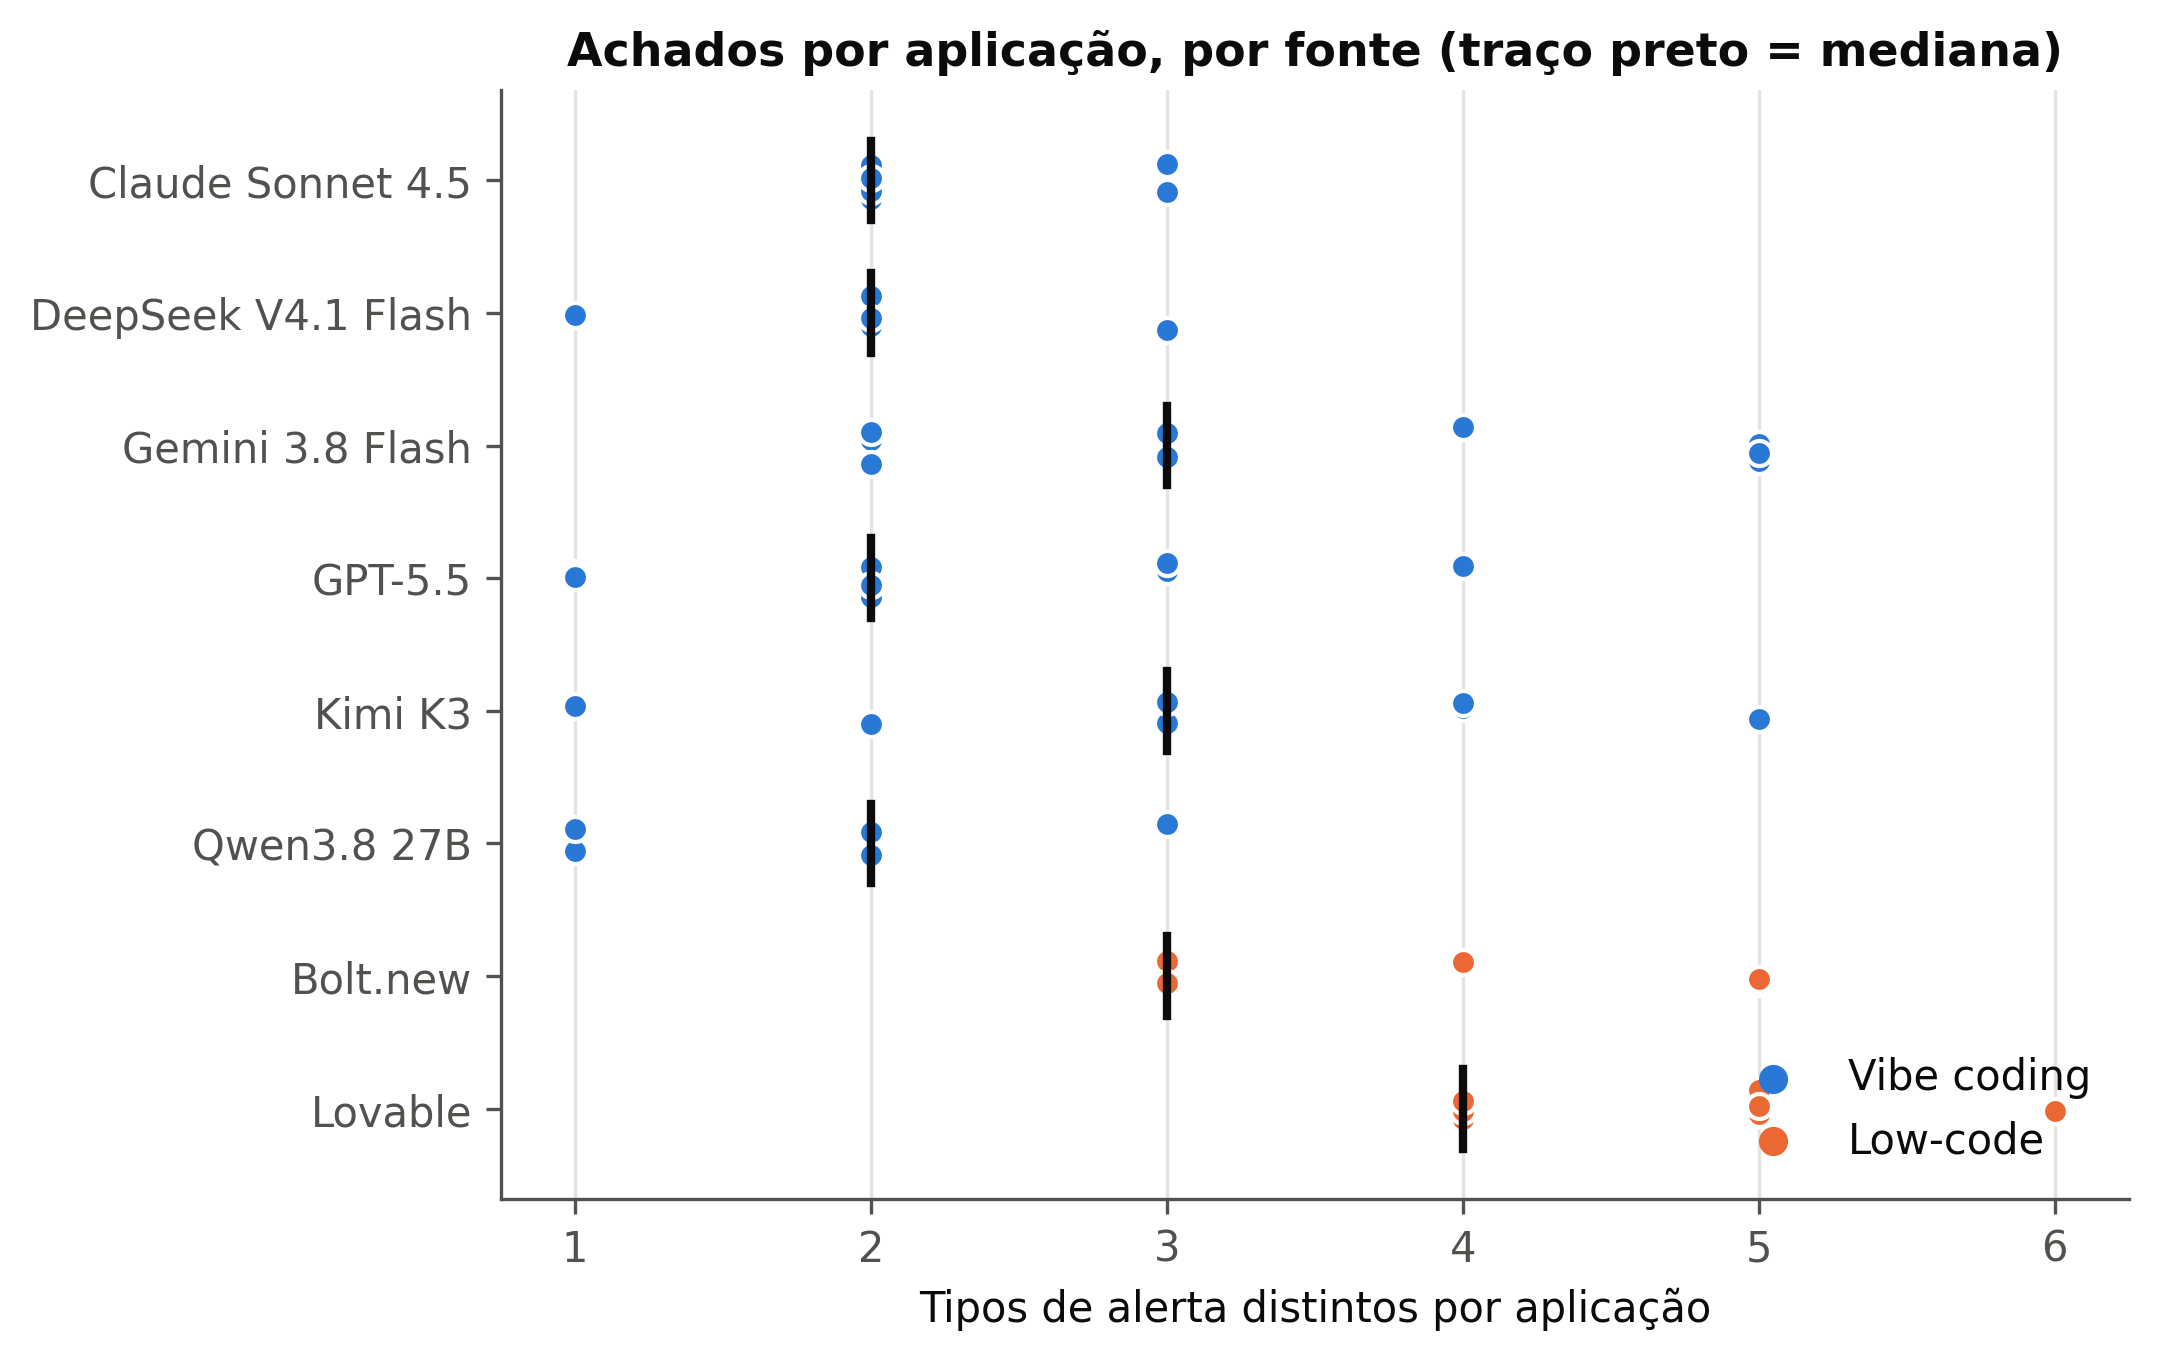 Achados por aplicação, por fonte (traço preto = mediana)
Claude Sonnet 4.5
DeepSeek V4.1 Flash
Gemini 3.8 Flash
GPT-5.5
Kimi K3
Qwen3.8 27B
Bolt.new
Lovable
Vibe coding
Low-code
1 2 3 4 5 6
Tipos de alerta distintos por aplicação